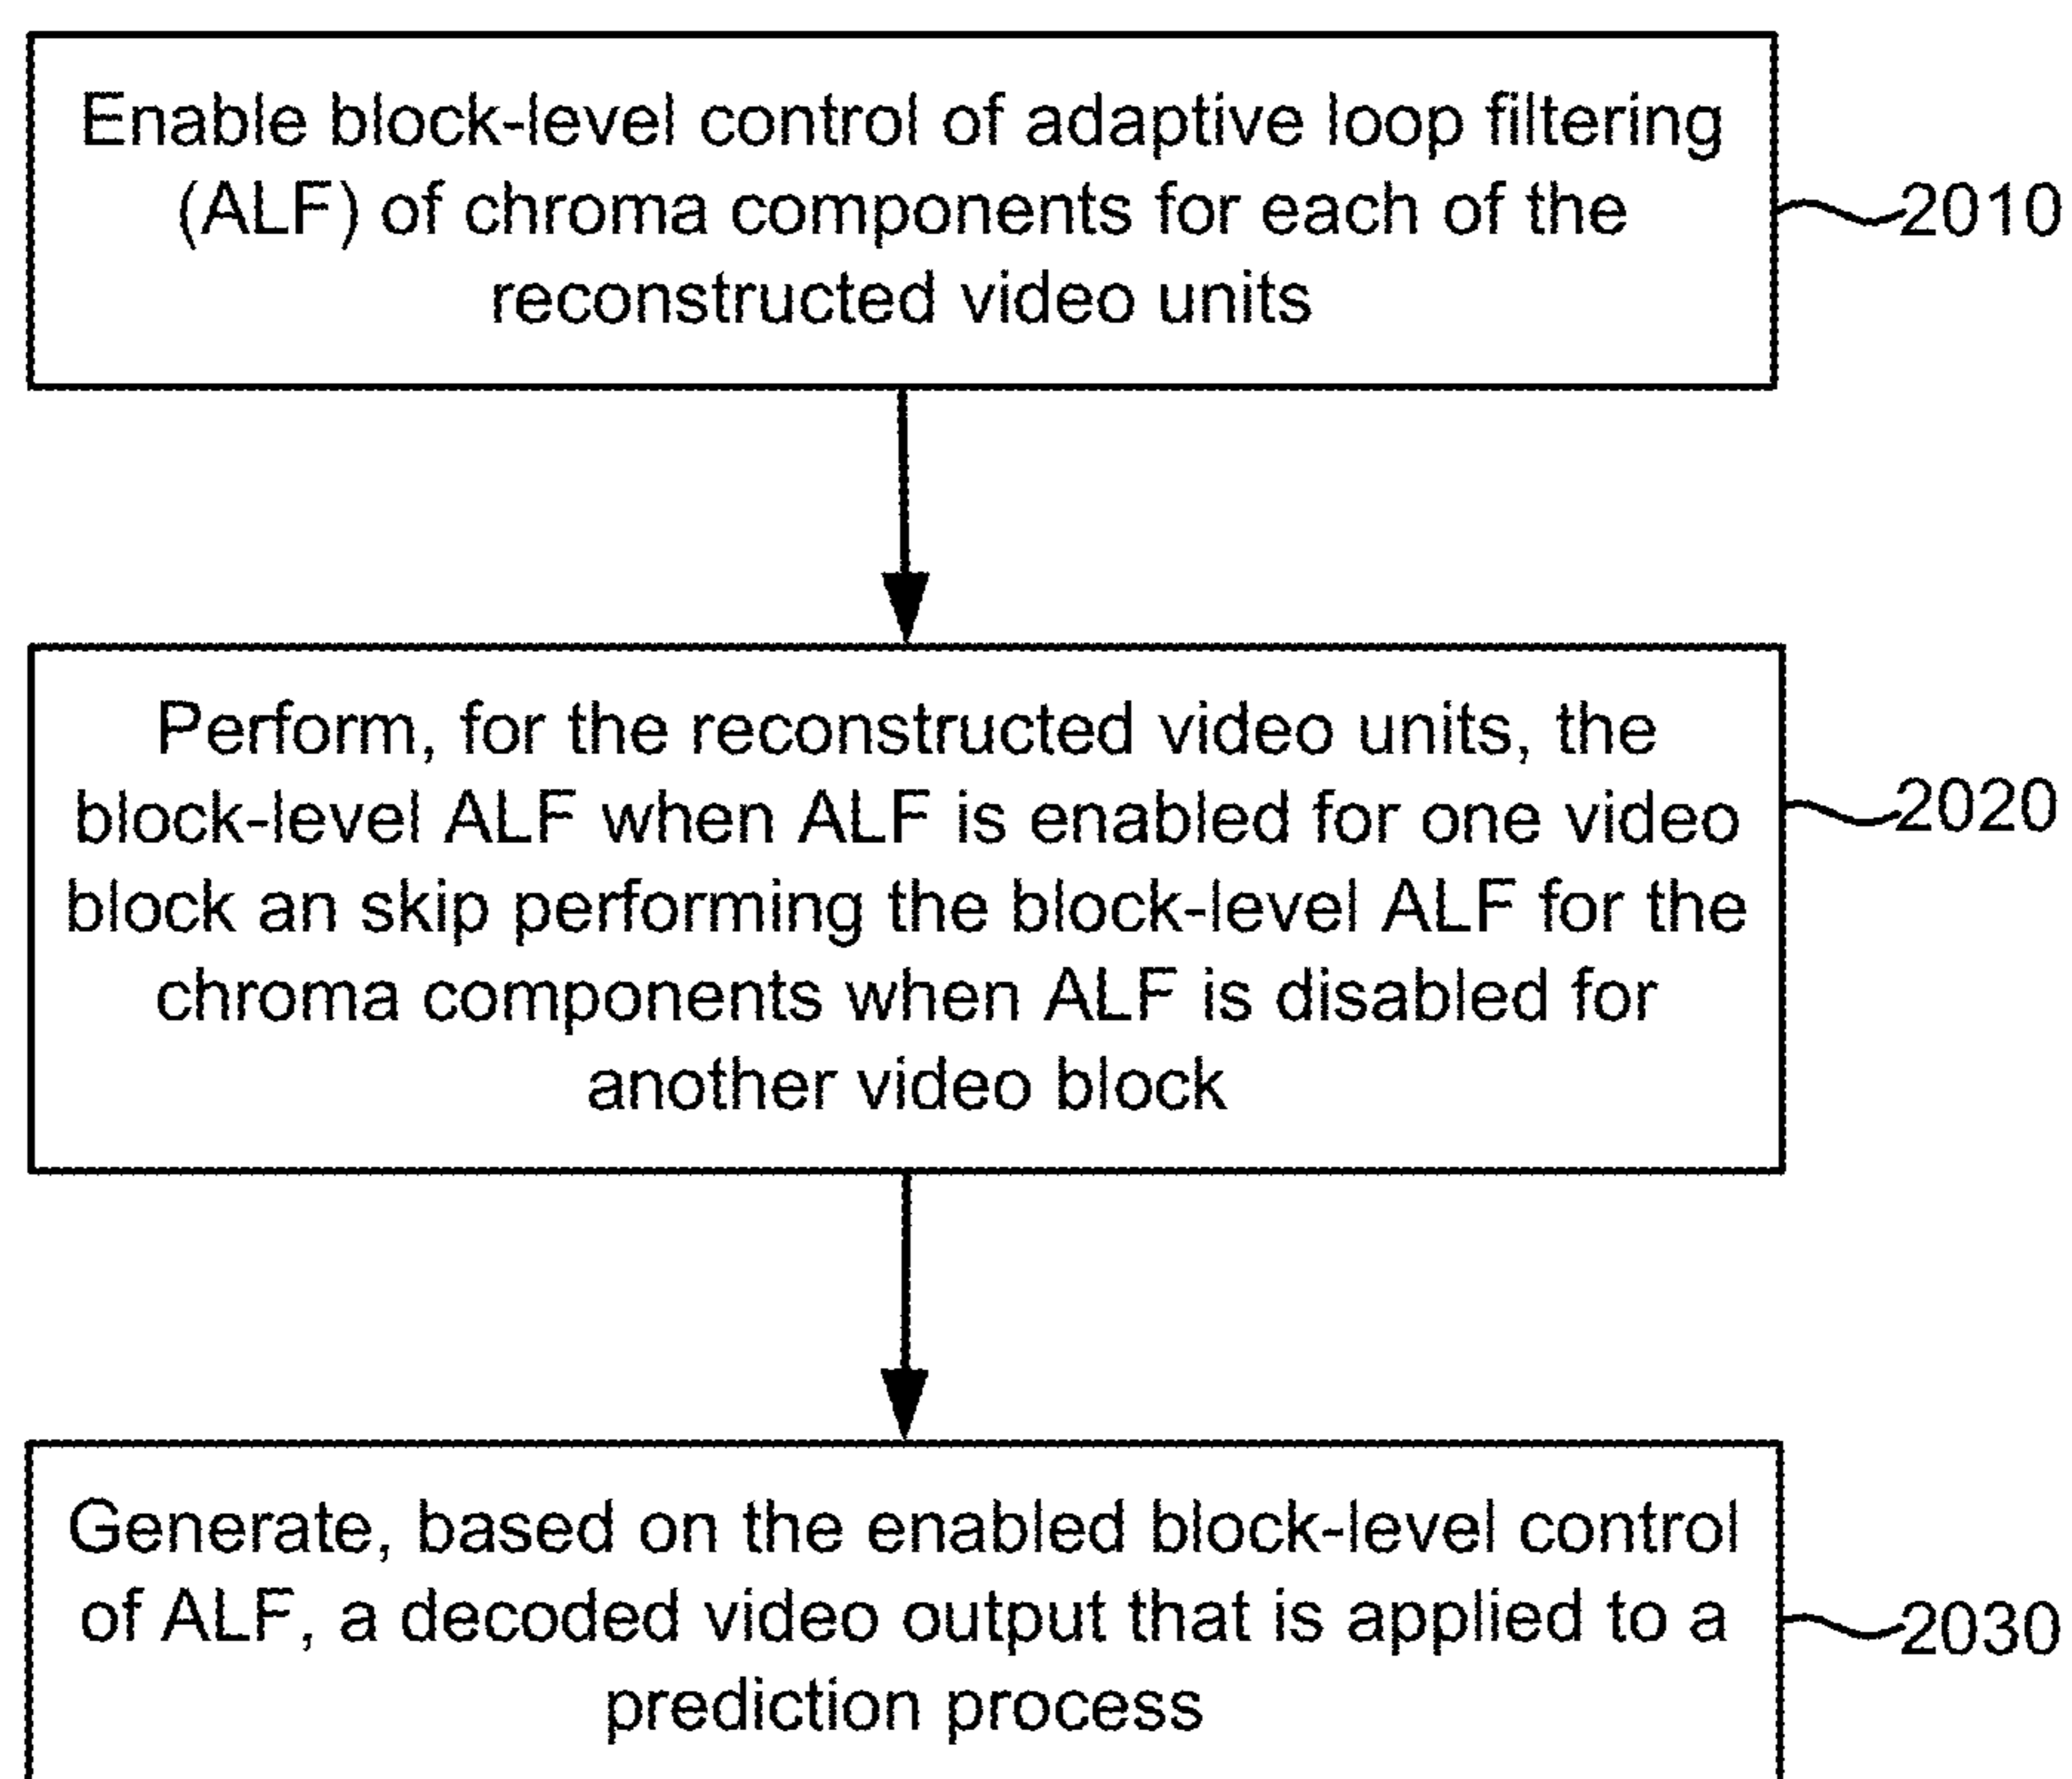 Enable block-level control of adaptive loop filtering
(ALF) of chroma components for each of the
reconstructed video units
2010
Perform, for the reconstructed video units, the
block-level ALF when ALF is enabled for one video
block an skip performing the block-level ALF for the
chroma components when ALF is disabled for
another video block
2020
Generate, based on the enabled block-level control
of ALF, a decoded video output that is applied to a
prediction process
2030